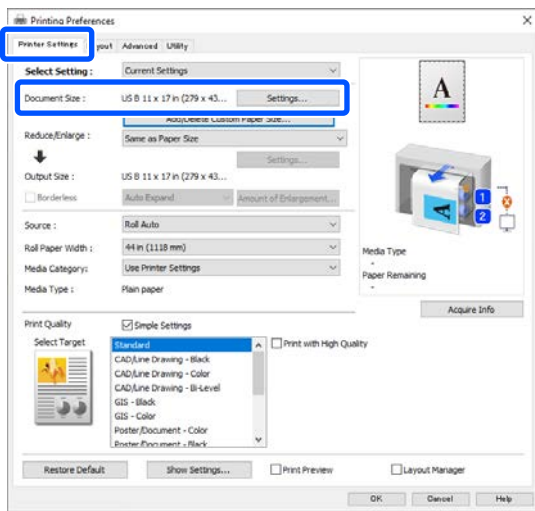 Printing Preferences
Printer Settings yout Advanced Utility
Select Setting : Current Settings
Document Size : US B 11 x 17 in (279 x 43... Settings...
Add/Delete Custom Paper Size...
Reduce/Enlarge : Same as Paper Size
Settings...
Output Size : US B 11 x 17 in (279 x 43...
Borderless Auto Expand Amount of Enlargement...
Source : Roll Auto
Roll Paper Width : 44 in (1118 mm)
Media Category: Use Printer Settings
Media Type : Plain paper
Print Quality Simple Settings
Select Target
Standard
CAD/Line Drawing - Black
CAD/Line Drawing - Color
CAD/Line Drawing - Bi-Level
GIS - Black
GIS - Color
Poster/Document - Color
Poster/Document - Black
Print with High Quality
A
A
1
2
Media Type
-
Paper Remaining
-
Acquire Info
Restore Default Show Settings... Print Preview Layout Manager
OK Cancel Help